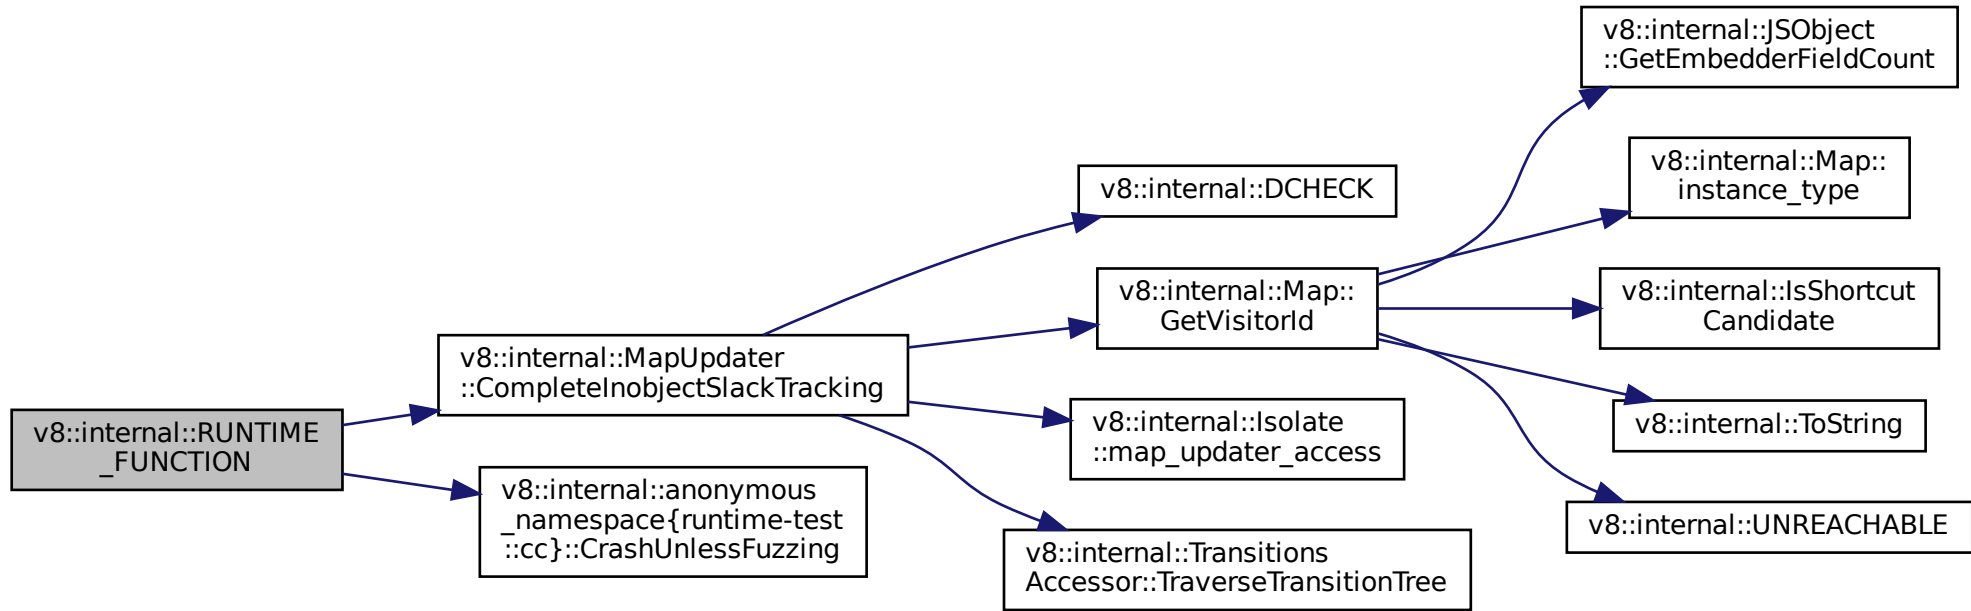 v8::internal::JSObject
::GetEmbedderFieldCount
v8::internal::Map::
instance_type
v8::internal::DCHECK
v8::internal::Map::
GetVisitorId
v8::internal::IsShortcut
Candidate
v8::internal::MapUpdater
::CompleteInobjectSlackTracking
v8::internal::Isolate
::map_updater_access
v8::internal::ToString
v8::internal::RUNTIME
_FUNCTION
v8::internal::anonymous
_namespace{runtime-test
::cc}::CrashUnlessFuzzing
v8::internal::Transitions
Accessor::TraverseTransitionTree
v8::internal::UNREACHABLE